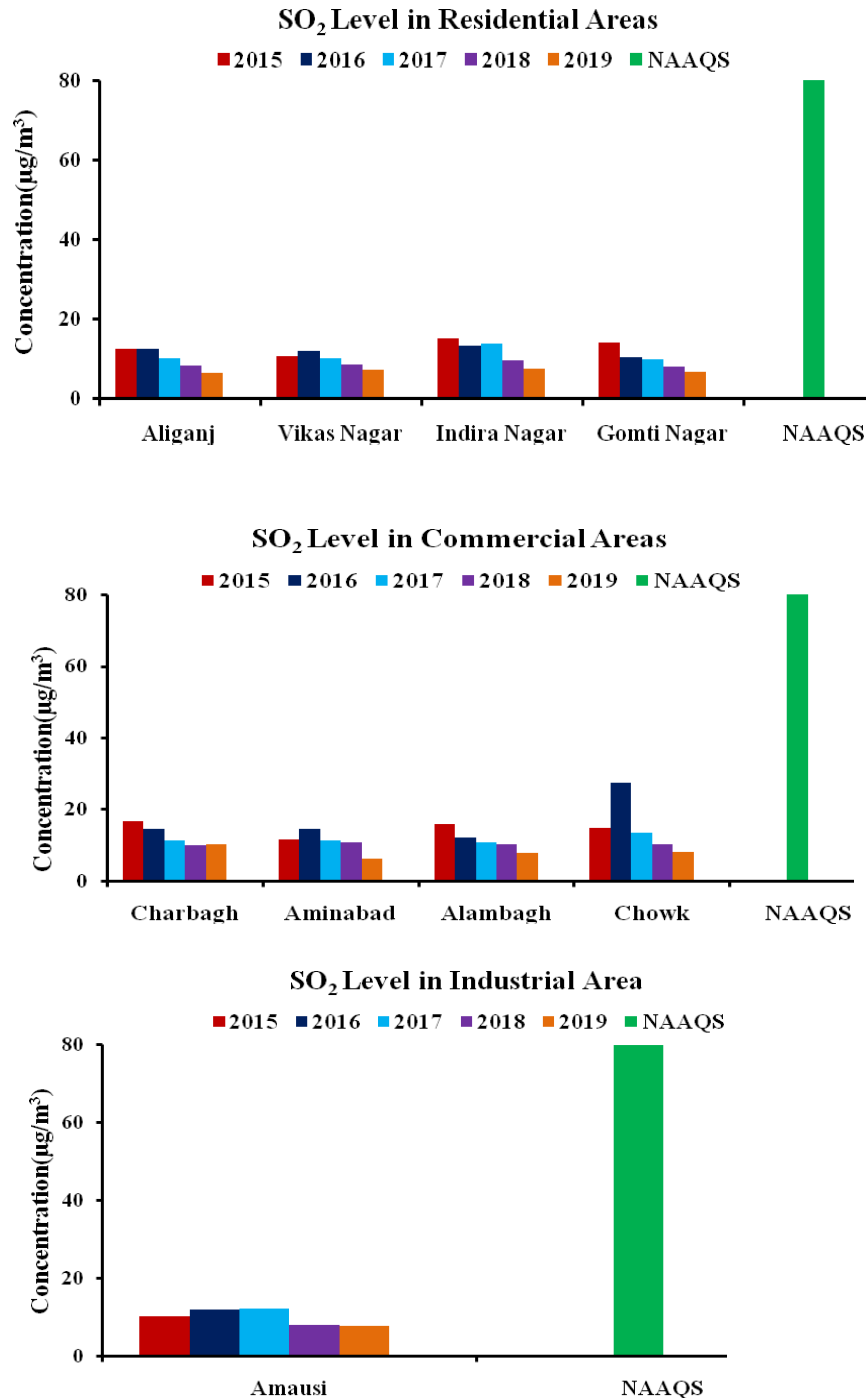 SO₂ Level in Residential Areas
2015 2016 2017 2018 2019 NAAQS
Concentration(µg/m³)
80
60
40
20
0
Aliganj Vikas Nagar Indira Nagar Gomti Nagar NAAQS
SO₂ Level in Commercial Areas
2015 2016 2017 2018 2019 NAAQS
Concentration(µg/m³)
80
60
40
20
0
Charbagh Aminabad Alambagh Chowk NAAQS
SO₂ Level in Industrial Area
2015 2016 2017 2018 2019 NAAQS
Concentration(µg/m³)
80
60
40
20
0
Amausi NAAQS